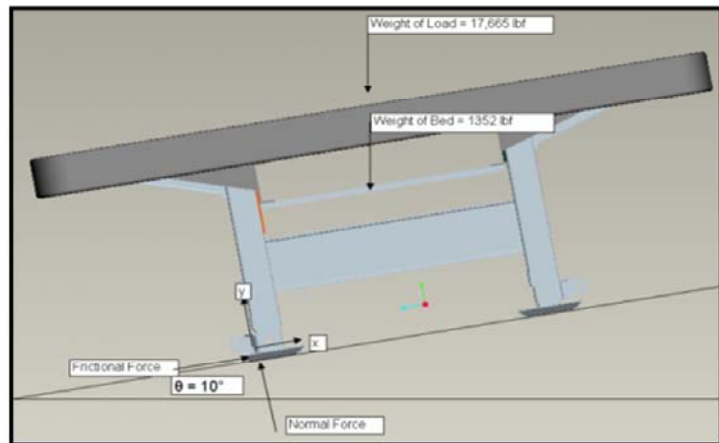 Weight of Load = 17,665 lbf
Weight of Bed = 1352 lbf
y
x
Frictional Force
θ = 10°
Normal Force